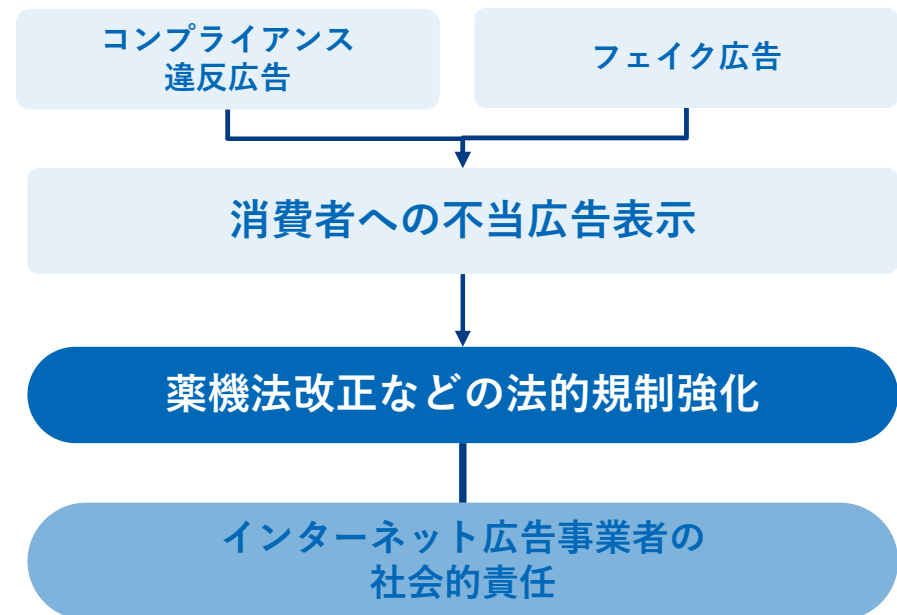 コンプライアンス
違反広告
フェイク広告
消費者への不当広告表示
薬機法改正などの法的規制強化
インターネット広告事業者の
社会的責任